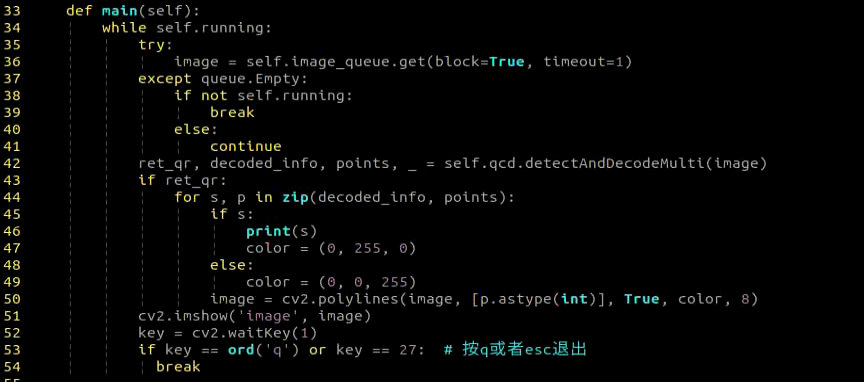 33    def main(self):
34        while self.running:
35            try:
36                image = self.image_queue.get(block=True, timeout=1)
37            except queue.Empty:
38                if not self.running:
39                    break
40                else:
41                    continue
42            ret_qr, decoded_info, points, _ = self.qcd.detectAndDecodeMulti(image)
43            if ret_qr:
44                for s, p in zip(decoded_info, points):
45                    if s:
46                        print(s)
47                        color = (0, 255, 0)
48                    else:
49                        color = (0, 0, 255)
50                    image = cv2.polylines(image, [p.astype(int)], True, color, 8)
51            cv2.imshow('image', image)
52            key = cv2.waitKey(1)
53            if key == ord('q') or key == 27:  # 按q或者esc退出
54              break